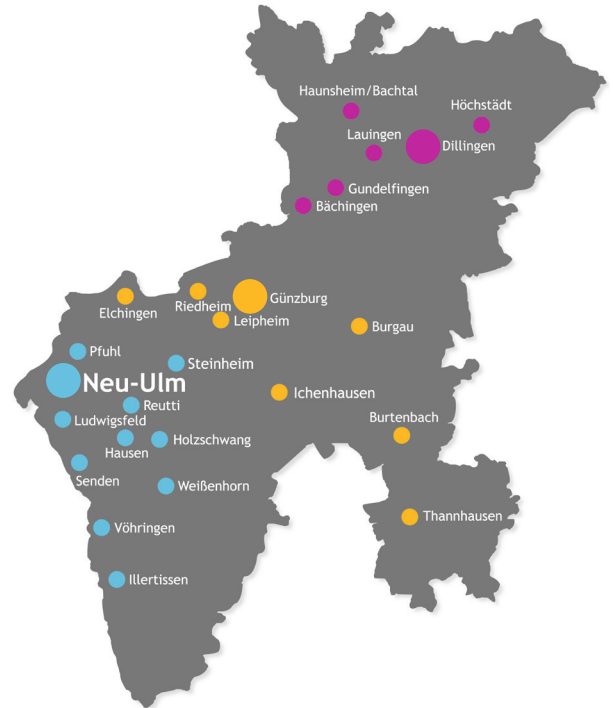 Haunsheim/Bachtal
Höchstädt
Lauingen
Dillingen
Gundelfingen
Bächingen
Riedheim
Günzburg
Elchingen
Leipheim
Burgau
Pfuhl
Steinheim
Neu-Ulm
Ichenhausen
Reutti
Ludwigsfeld
Burtenbach
Holzschwang
Hausen
Senden
Weißenhorn
Thannhausen
Vöhringen
Illertissen